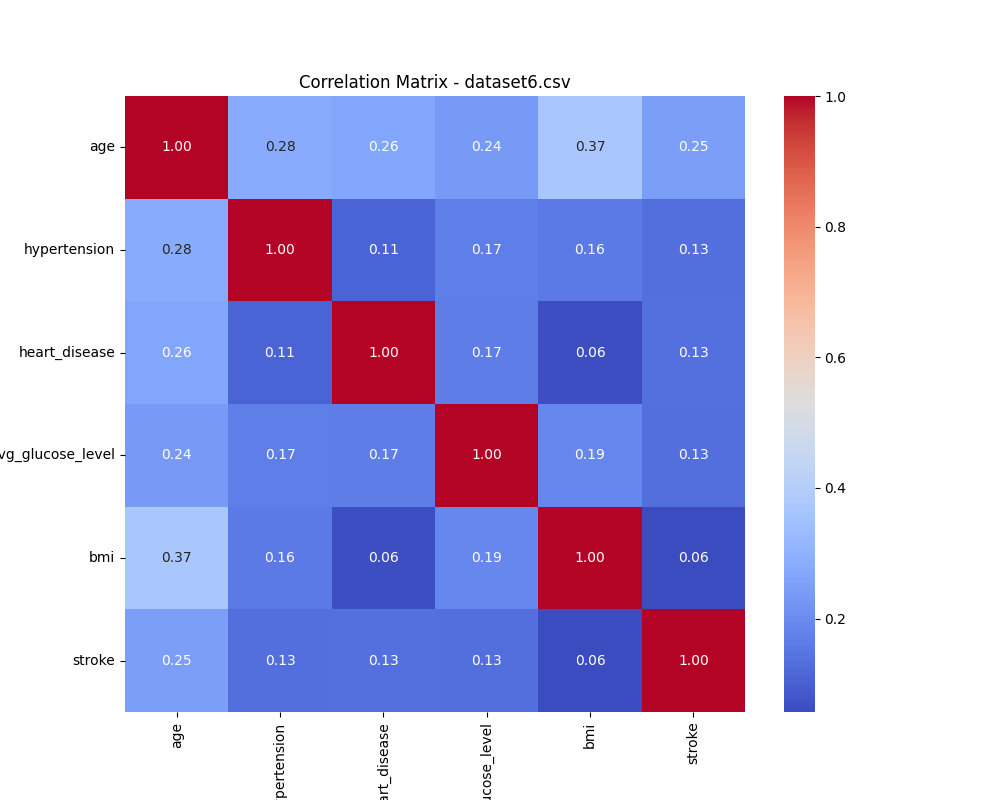 Correlation Matrix - dataset6.csv
age 1.00 0.28 0.26 0.24 0.37 0.25
hypertension 0.28 1.00 0.11 0.17 0.16 0.13
heart_disease 0.26 0.11 1.00 0.17 0.06 0.13
vg_glucose_level 0.24 0.17 0.17 1.00 0.19 0.13
bmi 0.37 0.16 0.06 0.19 1.00 0.06
stroke 0.25 0.13 0.13 0.13 0.06 1.00
age pertension art_disease ucose_level bmi stroke
1.0
0.8
0.6
0.4
0.2